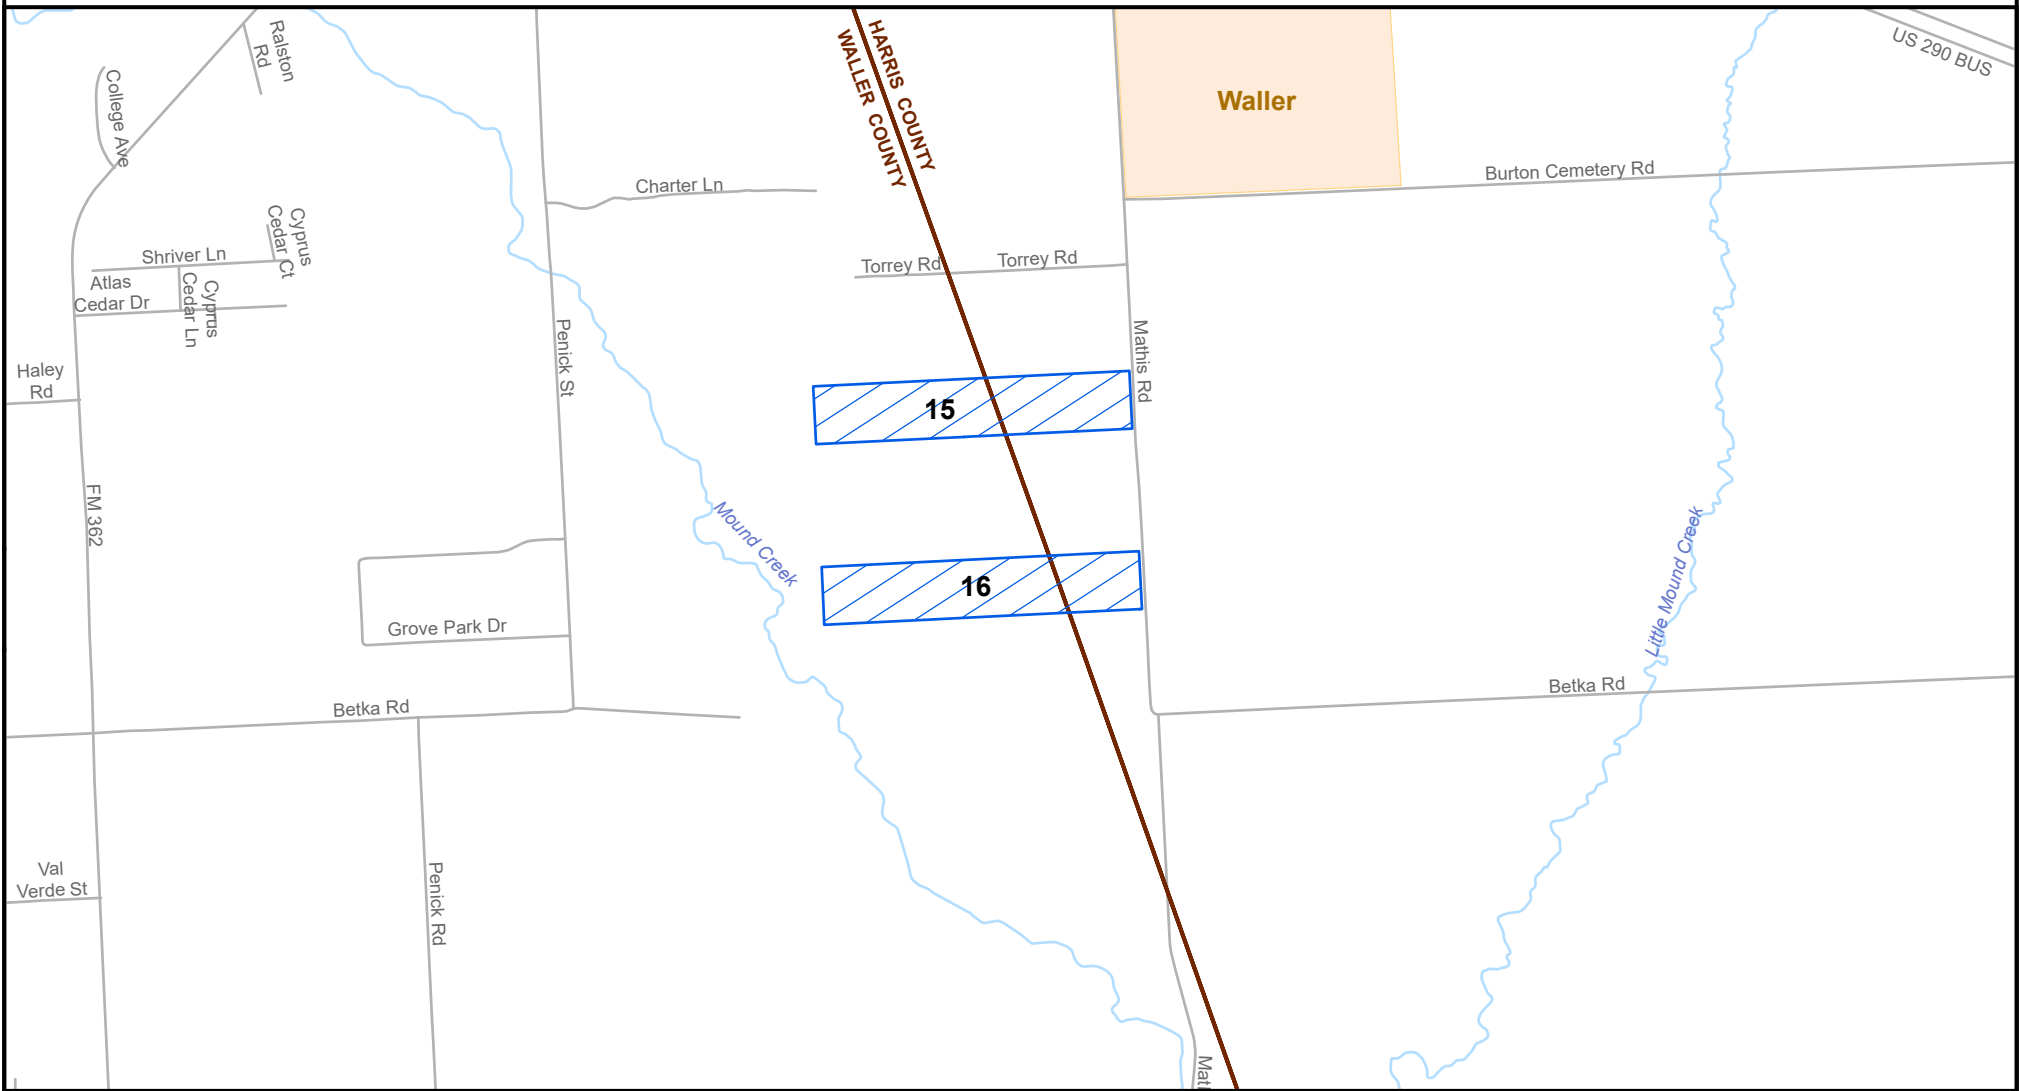 Ralston
Rd
HARRIS COUNTY
WALLER COUNTY
US 290 BUS
College Ave
Waller
Charter Ln
Burton Cemetery Rd
Cyprus
Cedar Ct
Shriver Ln
Torrey Rd
Torrey Rd
Atlas
Cedar Dr
Cyprus
Cedar Ln
Penick St
Mathis Rd
Haley
Rd
15
FM 362
Mound Creek
Little Mound Creek
16
Grove Park Dr
Betka Rd
Betka Rd
Val
Verde St
Penick Rd